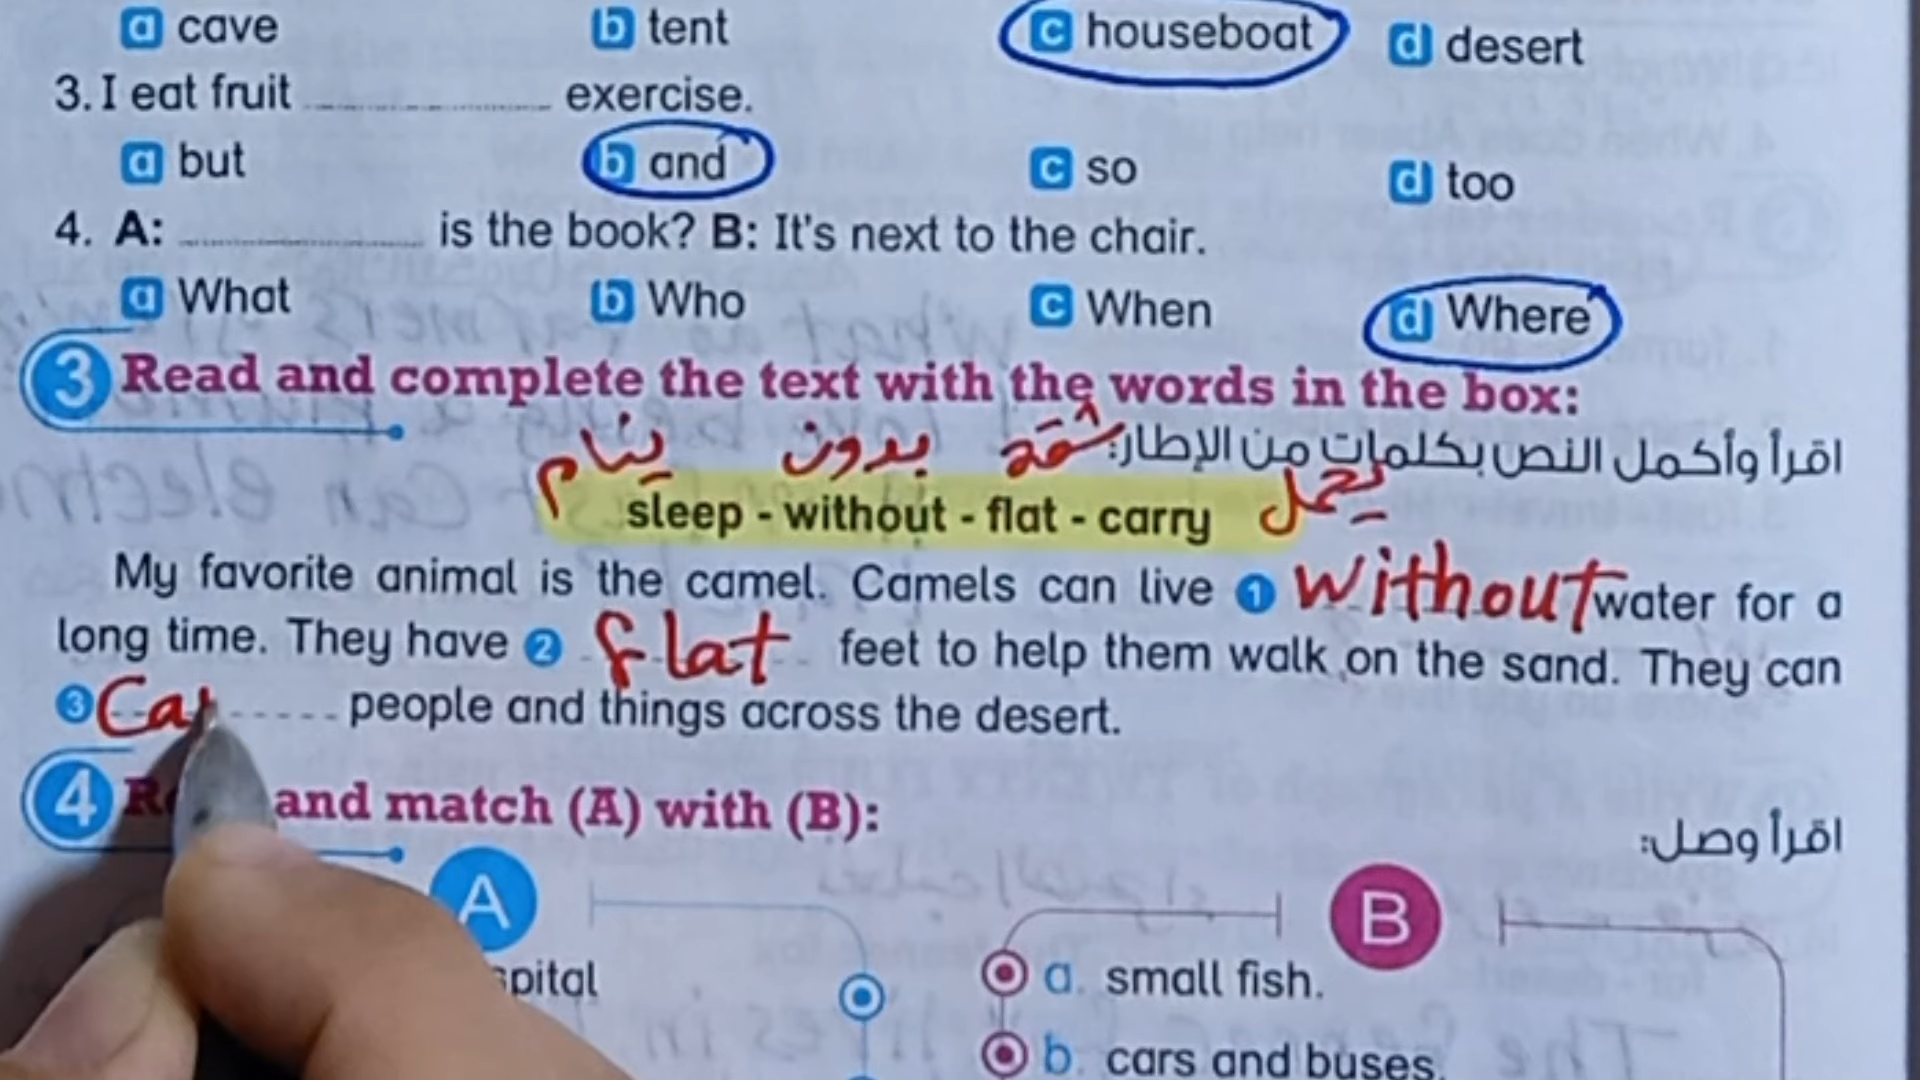 a cave b tent c houseboat d desert
3. I eat fruit ........................ exercise.
a but b and c so d too
4. A: ........................ is the book? B: It's next to the chair.
a What b Who c When d Where
3 Read and complete the text with the words in the box:
اقرأ وأكمل النص بكلمات من الإطار:
ينام بدون شقة
sleep - without - flat - carry يحمل
My favorite animal is the camel. Camels can live 1 without water for a
long time. They have 2 flat feet to help them walk on the sand. They can
3 Car people and things across the desert.
4 and match (A) with (B):
اقرأ وصل:
A B
spital a. small fish.
b. cars and buses.